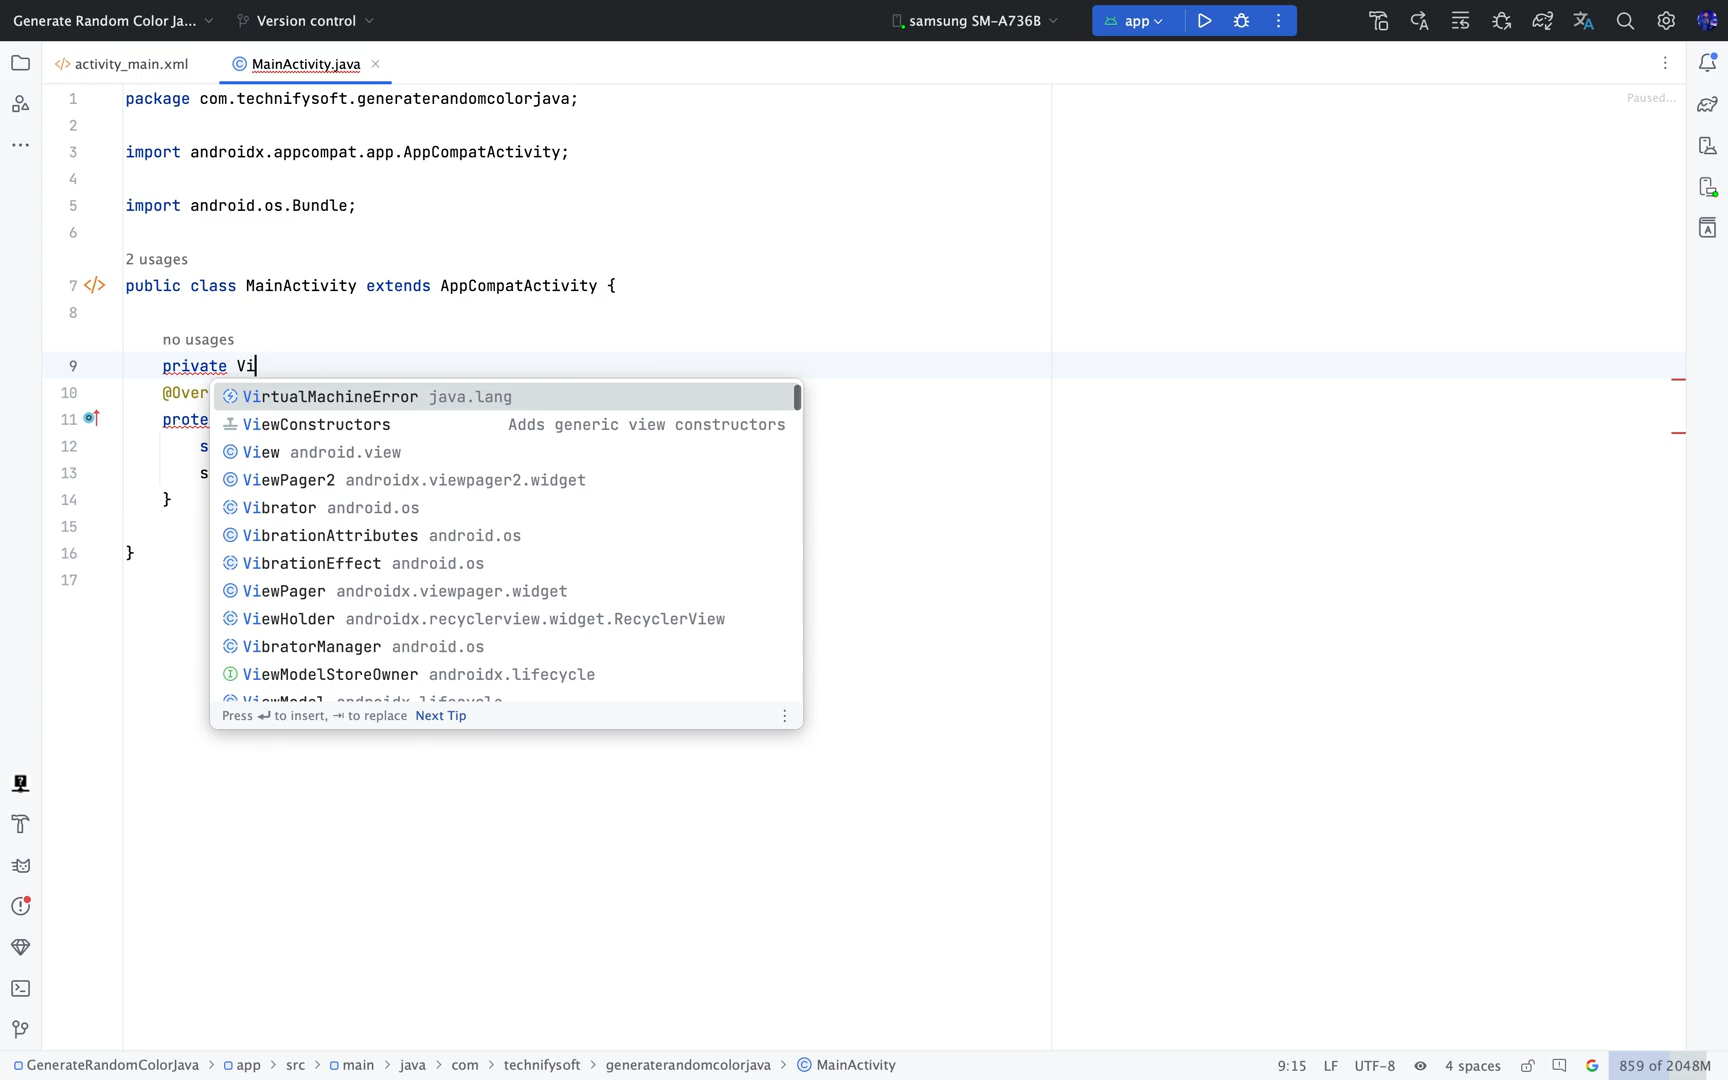 Generate Random Color Ja...
Version control
samsung SM-A736B
app
activity_main.xml
MainActivity.java
Paused...
1 package com.technifysoft.generaterandomcolorjava;
2
3 import androidx.appcompat.app.AppCompatActivity;
4
5 import android.os.Bundle;
6
2 usages
7 public class MainActivity extends AppCompatActivity {
8
no usages
9 private Vi
10 @Over
11 prote
12 s
13 s
14 }
15
16 }
17
VirtualMachineError java.lang
ViewConstructors Adds generic view constructors
View android.view
ViewPager2 androidx.viewpager2.widget
Vibrator android.os
VibrationAttributes android.os
VibrationEffect android.os
ViewPager androidx.viewpager.widget
ViewHolder androidx.recyclerview.widget.RecyclerView
VibratorManager android.os
ViewModelStoreOwner androidx.lifecycle
ViewModel androidx.lifecycle
Press ↵ to insert, ⇥ to replace Next Tip
GenerateRandomColorJava > app > src > main > java > com > technifysoft > generaterandomcolorjava > MainActivity
9:15 LF UTF-8 4 spaces 859 of 2048M